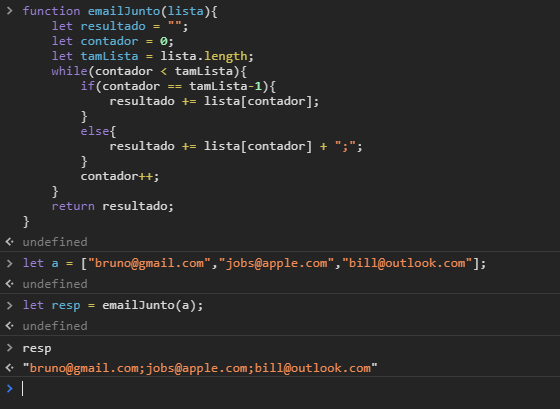 function emailJunto(lista){
    let resultado = "";
    let contador = 0;
    let tamLista = lista.length;
    while(contador < tamLista){
        if(contador == tamLista-1){
            resultado += lista[contador];
        }
        else{
            resultado += lista[contador] + ";";
        }
        contador++;
    }
    return resultado;
}
undefined
let a = ["bruno@gmail.com","jobs@apple.com","bill@outlook.com"];
undefined
let resp = emailJunto(a);
undefined
resp
"bruno@gmail.com;jobs@apple.com;bill@outlook.com"